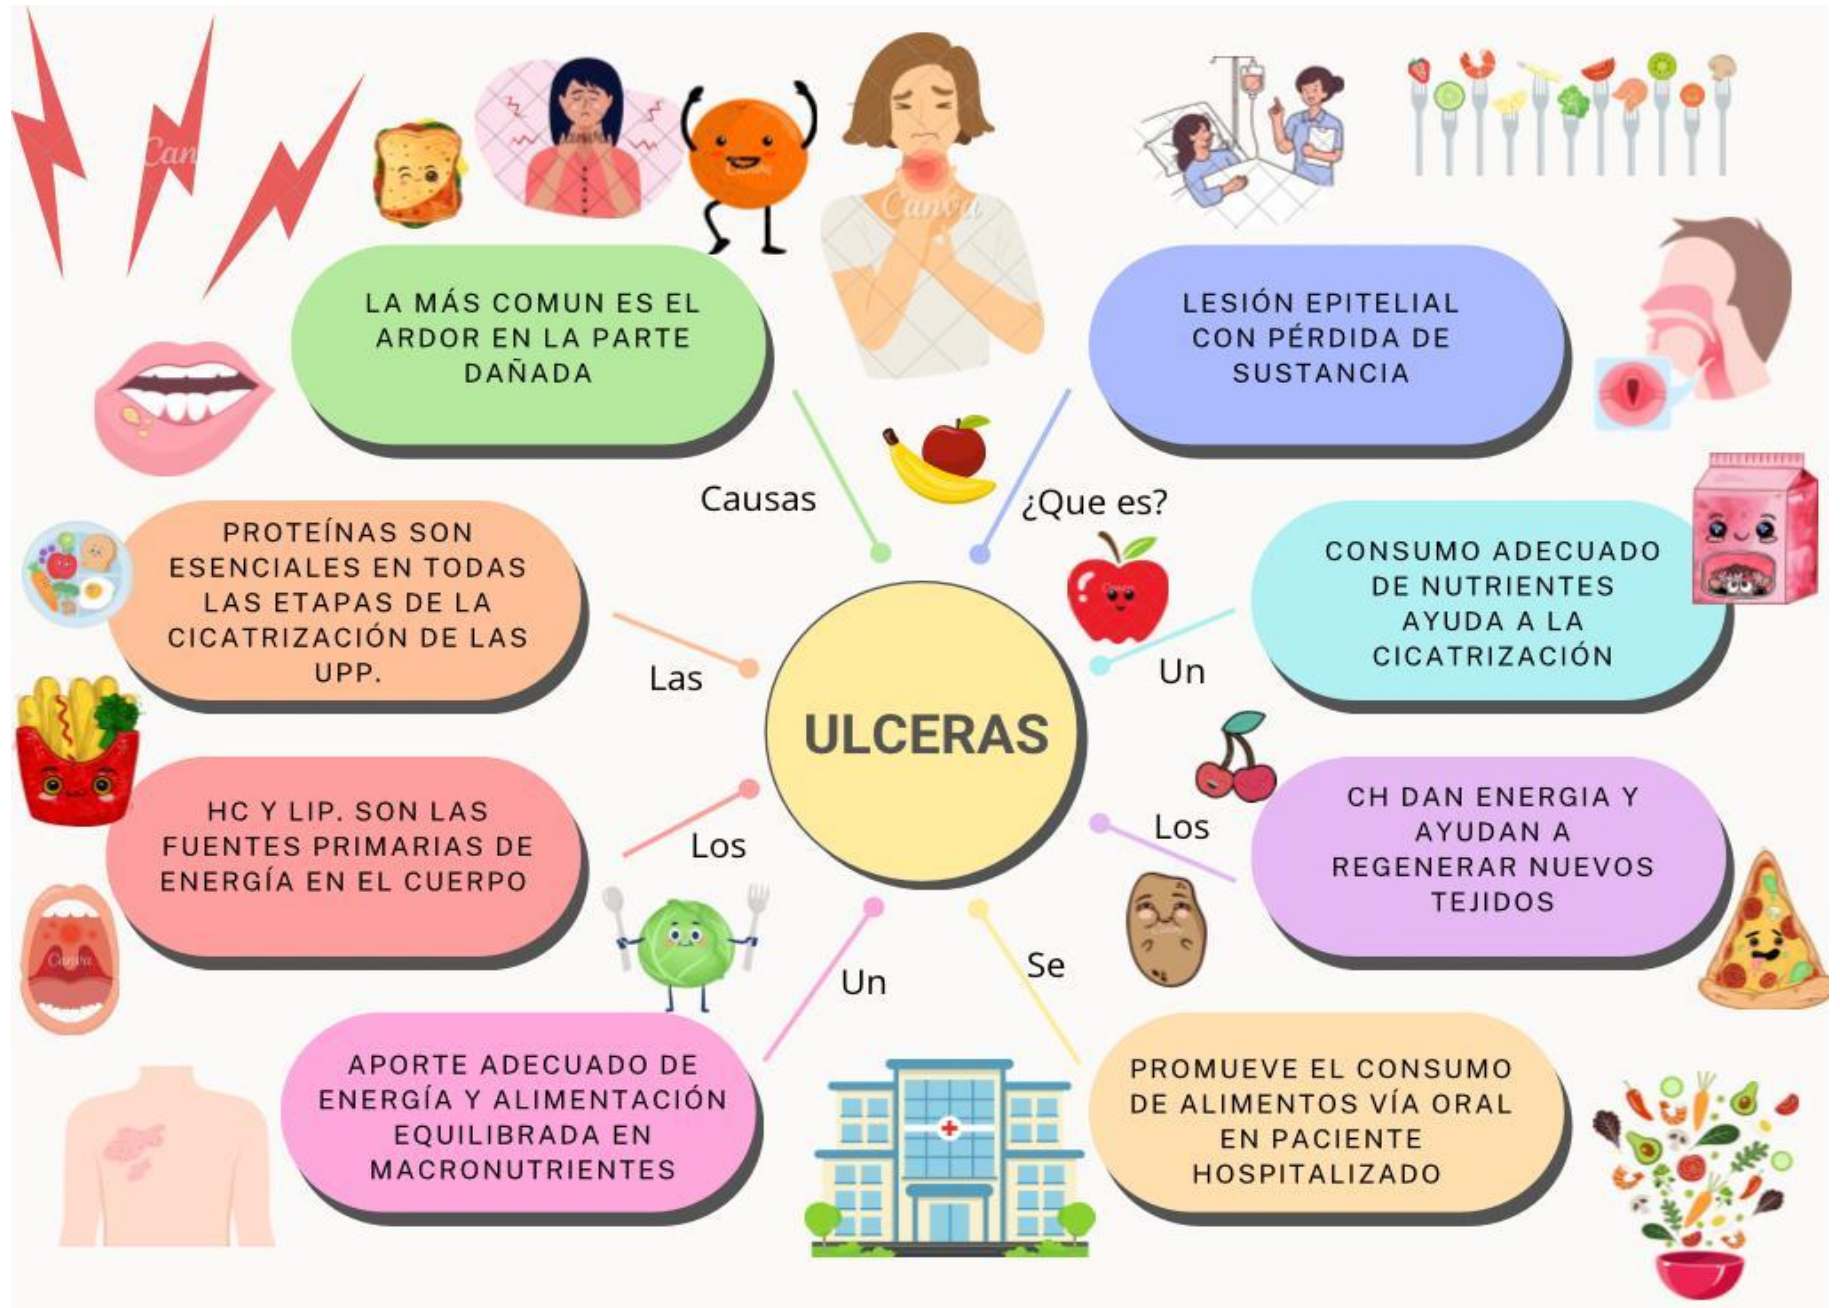 LA MÁS COMUN ES EL
ARDOR EN LA PARTE
DAÑADA
LESIÓN EPITELIAL
CON PÉRDIDA DE
SUSTANCIA
Causas
¿Que es?
PROTEÍNAS SON
ESENCIALES EN TODAS
LAS ETAPAS DE LA
CICATRIZACIÓN DE LAS
UPP.
Las
CONSUMO ADECUADO
DE NUTRIENTES
AYUDA A LA
CICATRIZACIÓN
Un
ULCERAS
HC Y LIP. SON LAS
FUENTES PRIMARIAS DE
ENERGÍA EN EL CUERPO
Los
CH DAN ENERGIA Y
AYUDAN A
REGENERAR NUEVOS
TEJIDOS
Los
APORTE ADECUADO DE
ENERGÍA Y ALIMENTACIÓN
EQUILIBRADA EN
MACRONUTRIENTES
Un
Se
PROMUEVE EL CONSUMO
DE ALIMENTOS VÍA ORAL
EN PACIENTE
HOSPITALIZADO
Canva
Canva